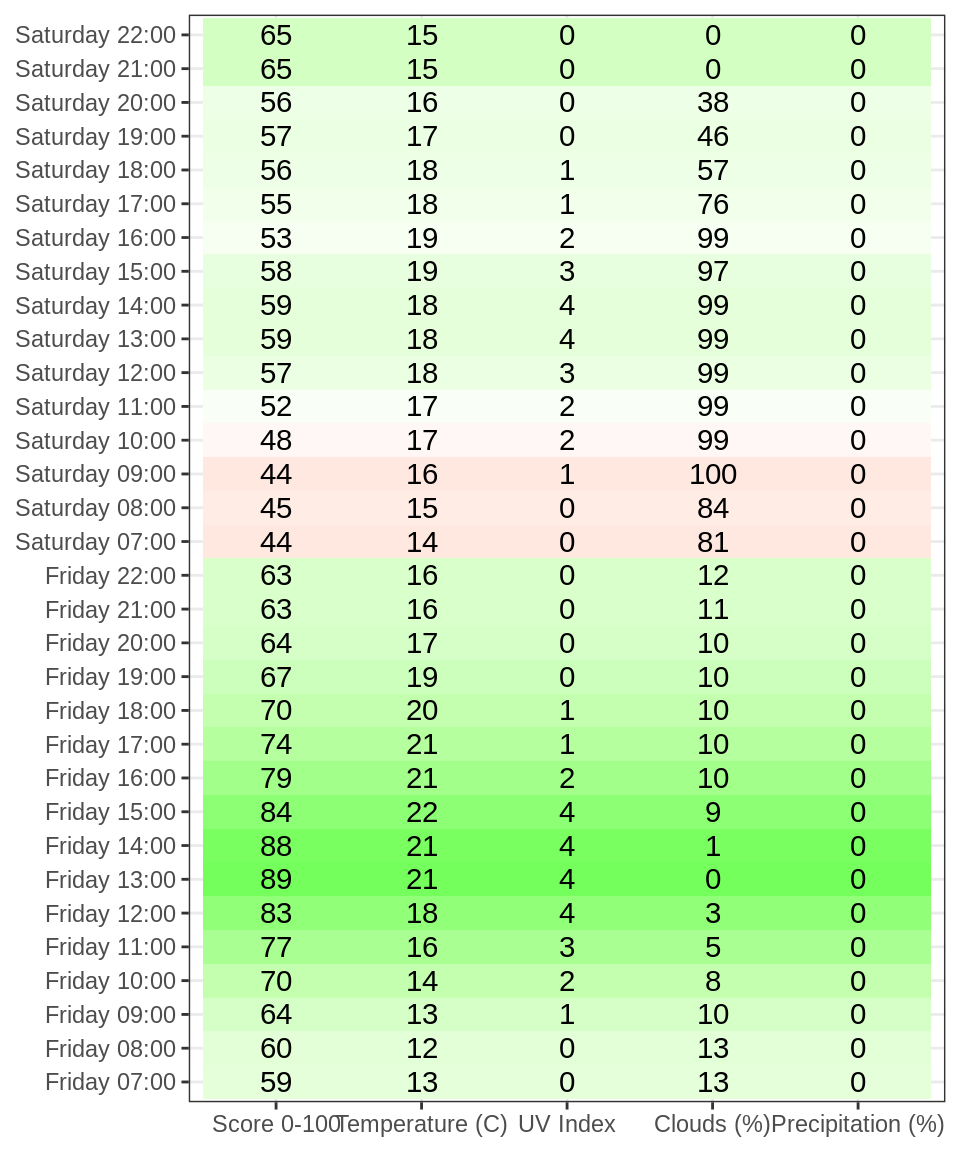 Saturday 22:00 65 15 0 0 0
Saturday 21:00 65 15 0 0 0
Saturday 20:00 56 16 0 38 0
Saturday 19:00 57 17 0 46 0
Saturday 18:00 56 18 1 57 0
Saturday 17:00 55 18 1 76 0
Saturday 16:00 53 19 2 99 0
Saturday 15:00 58 19 3 97 0
Saturday 14:00 59 18 4 99 0
Saturday 13:00 59 18 4 99 0
Saturday 12:00 57 18 3 99 0
Saturday 11:00 52 17 2 99 0
Saturday 10:00 48 17 2 99 0
Saturday 09:00 44 16 1 100 0
Saturday 08:00 45 15 0 84 0
Saturday 07:00 44 14 0 81 0
Friday 22:00 63 16 0 12 0
Friday 21:00 63 16 0 11 0
Friday 20:00 64 17 0 10 0
Friday 19:00 67 19 0 10 0
Friday 18:00 70 20 1 10 0
Friday 17:00 74 21 1 10 0
Friday 16:00 79 21 2 10 0
Friday 15:00 84 22 4 9 0
Friday 14:00 88 21 4 1 0
Friday 13:00 89 21 4 0 0
Friday 12:00 83 18 4 3 0
Friday 11:00 77 16 3 5 0
Friday 10:00 70 14 2 8 0
Friday 09:00 64 13 1 10 0
Friday 08:00 60 12 0 13 0
Friday 07:00 59 13 0 13 0
Score 0-100 Temperature (C) UV Index Clouds (%) Precipitation (%)